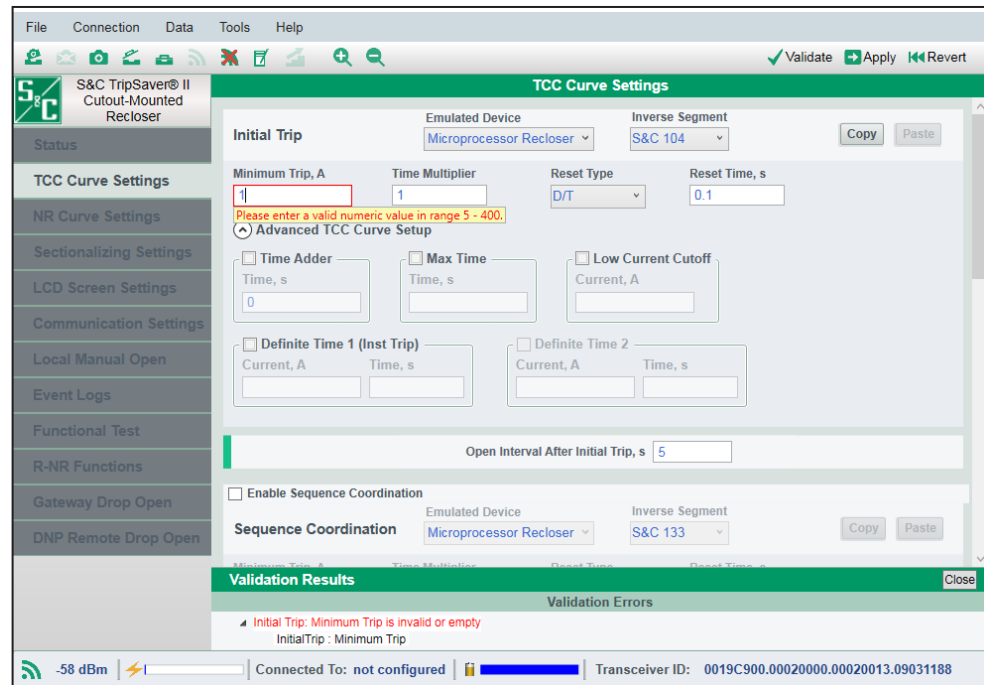 File Connection Data Tools Help
Validate Apply Revert
S&C
S&C TripSaver® II
Cutout-Mounted
Recloser
Status
TCC Curve Settings
NR Curve Settings
Sectionalizing Settings
LCD Screen Settings
Communication Settings
Local Manual Open
Event Logs
Functional Test
R-NR Functions
Gateway Drop Open
DNP Remote Drop Open
TCC Curve Settings
Emulated Device Inverse Segment
Initial Trip Microprocessor Recloser S&C 104 Copy Paste
Minimum Trip, A Time Multiplier Reset Type Reset Time, s
1 1 D/T 0.1
Please enter a valid numeric value in range 5 - 400.
Advanced TCC Curve Setup
Time Adder Max Time Low Current Cutoff
Time, s Time, s Current, A
0
Definite Time 1 (Inst Trip) Definite Time 2
Current, A Time, s Current, A Time, s
Open Interval After Initial Trip, s 5
Enable Sequence Coordination
Emulated Device Inverse Segment
Sequence Coordination Microprocessor Recloser S&C 133 Copy Paste
Minimum Trip, A Time Multiplier Reset Type Reset Time, s
Validation Results Close
Validation Errors
Initial Trip: Minimum Trip is invalid or empty
InitialTrip : Minimum Trip
-58 dBm Connected To: not configured Transceiver ID: 0019C900.00020000.00020013.09031188